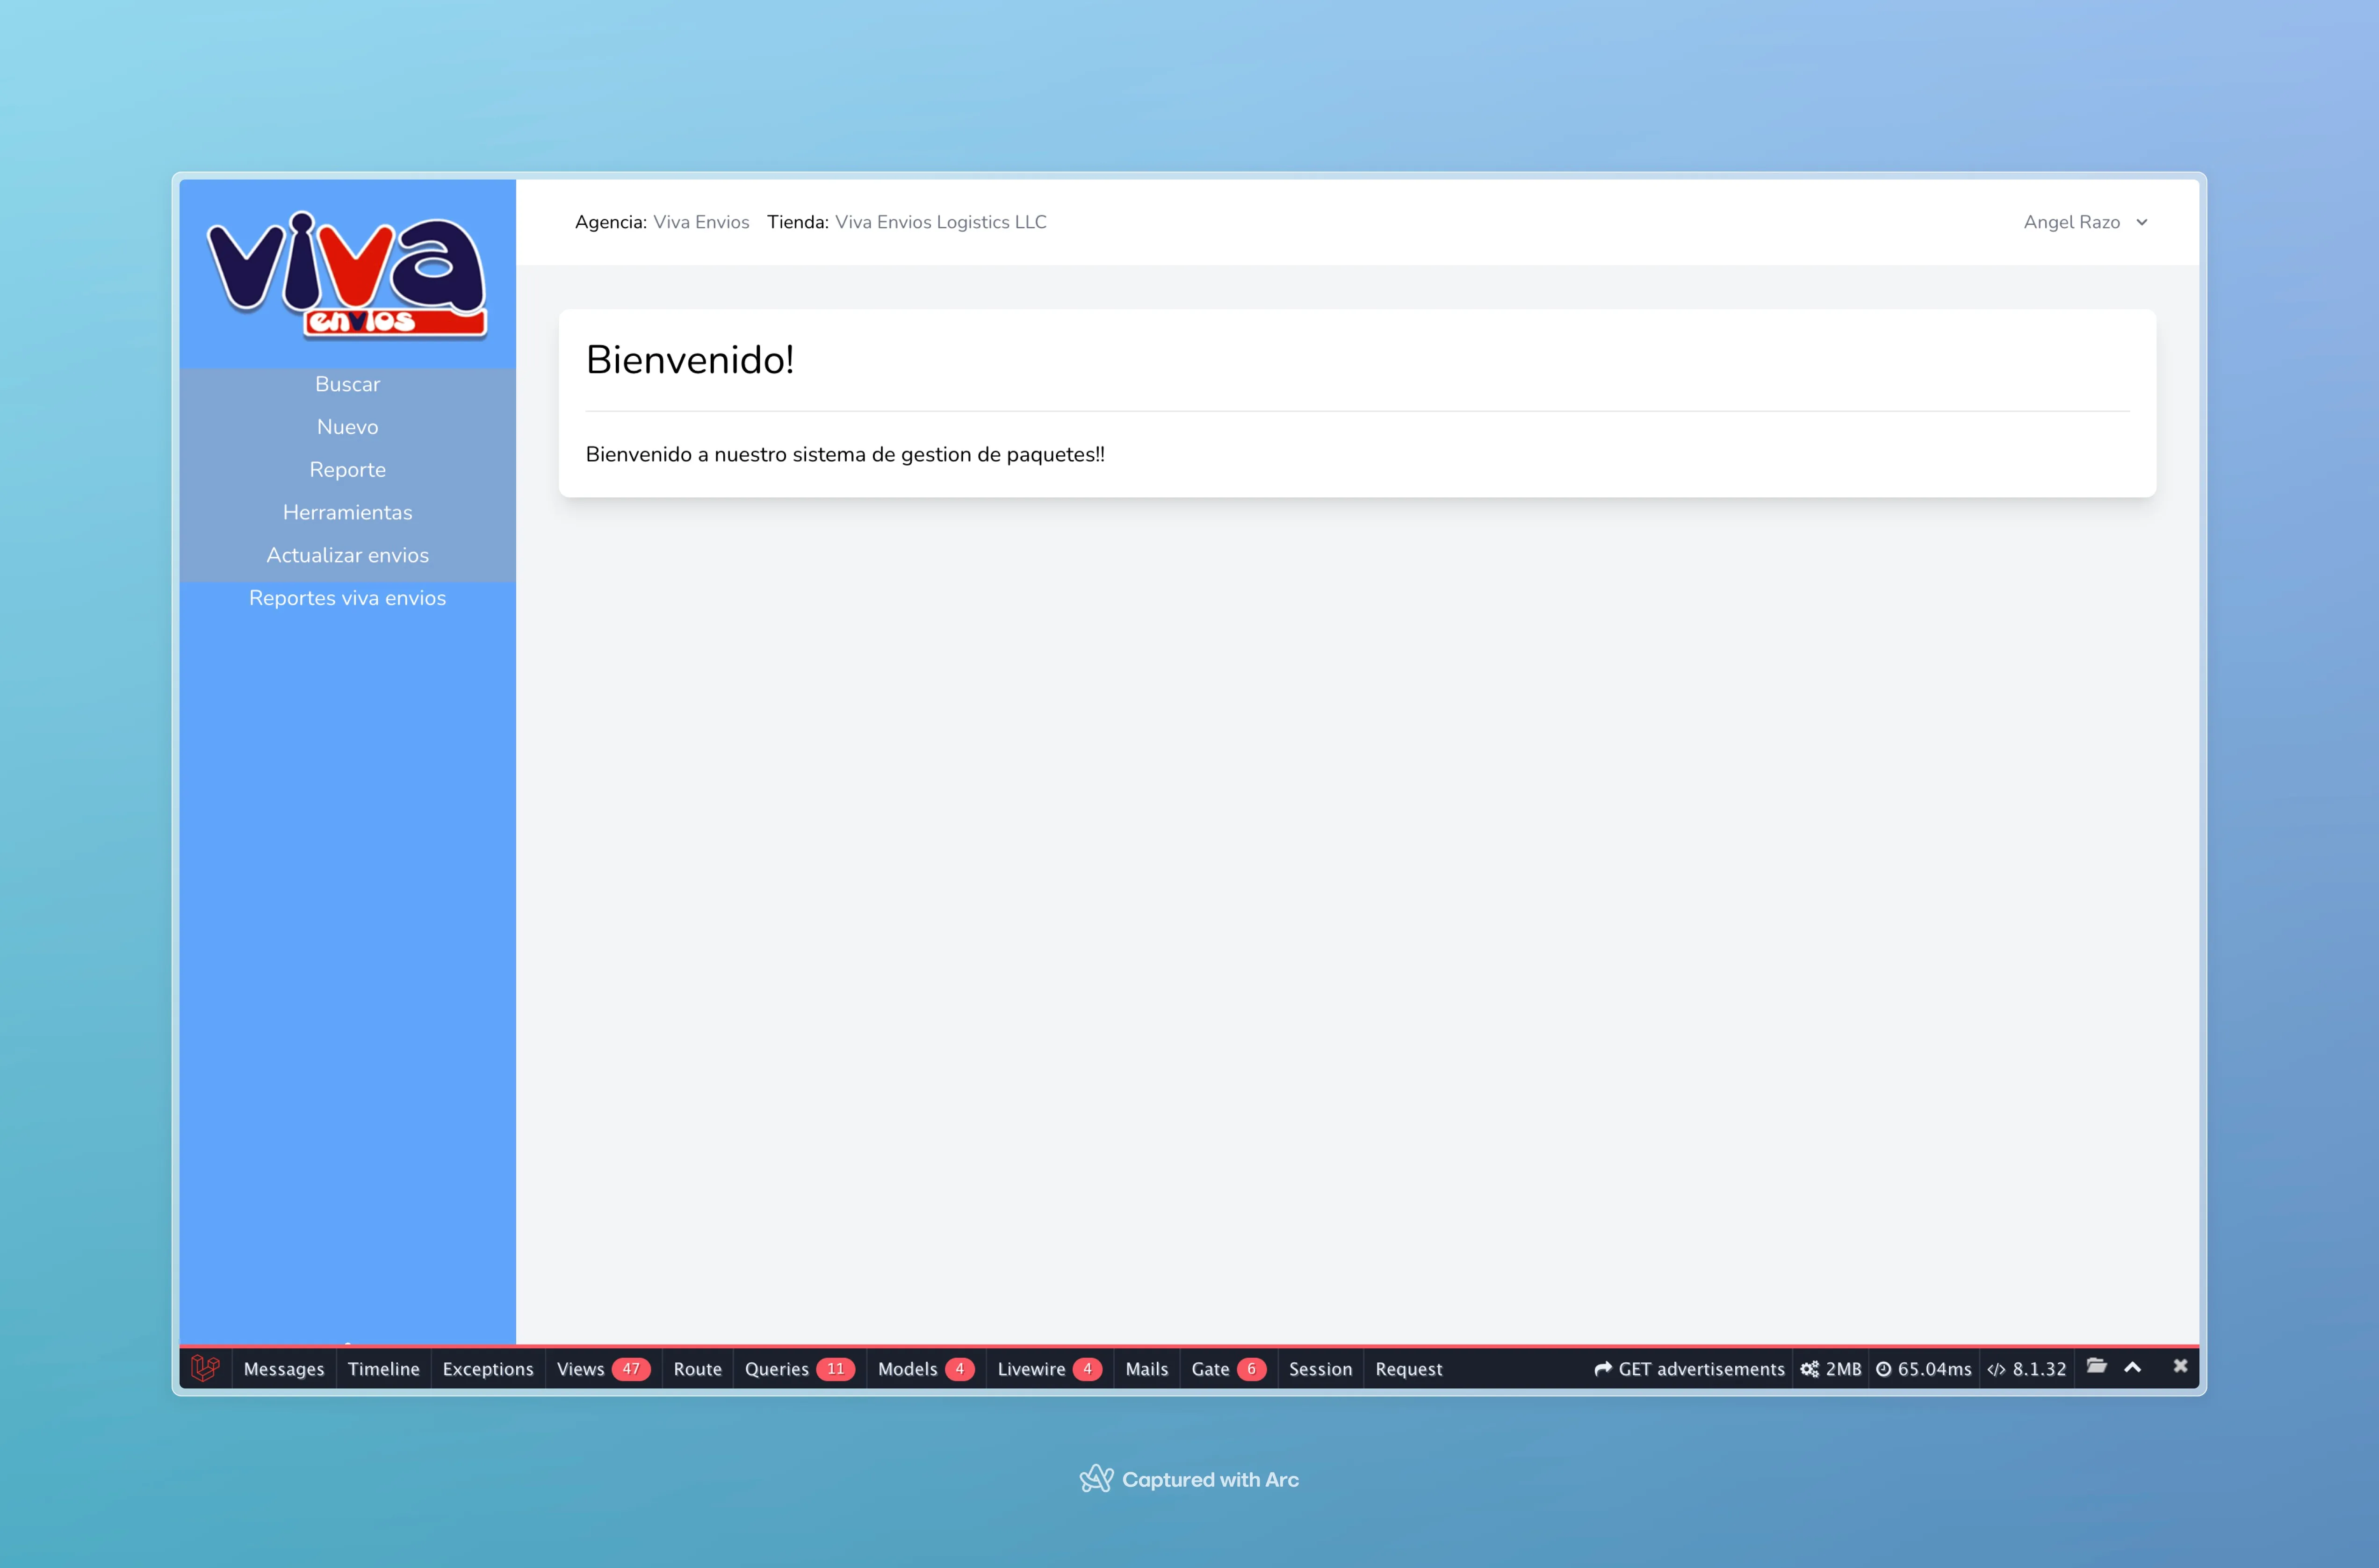 viva
envios
Agencia: Viva Envios Tienda: Viva Envios Logistics LLC
Angel Razo
Buscar
Nuevo
Reporte
Herramientas
Actualizar envios
Reportes viva envios
Bienvenido!
Bienvenido a nuestro sistema de gestion de paquetes!!
Messages Timeline Exceptions Views 47 Route Queries 11 Models 4 Livewire 4 Mails Gate 6 Session Request GET advertisements 2MB 65.04ms </> 8.1.32
Captured with Arc